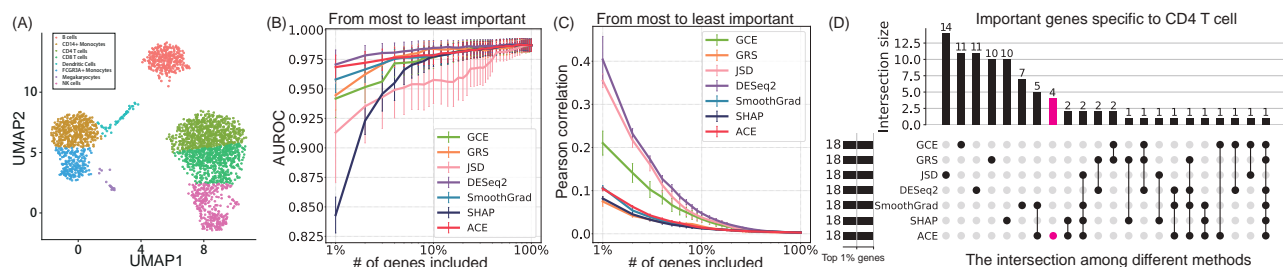 (A)
B cells
CD14+ Monocytes
CD4 T cells
CD8 T cells
Dendritic Cells
FCGR3A+ Monocytes
Megakaryocytes
NK cells
10
5
0
UMAP2
0
4
8
UMAP1
(B)
From most to least important
1.000
0.975
0.950
0.925
0.900
0.875
0.850
0.825
AUROC
GCE
GRS
JSD
DESeq2
SmoothGrad
SHAP
ACE
1%
10%
100%
# of genes included
(C)
From most to least important
0.4
0.2
0.0
Pearson correlation
GCE
GRS
JSD
DESeq2
SmoothGrad
SHAP
ACE
1%
10%
100%
# of genes included
(D)
Important genes specific to CD4 T cell
Intersection size
12.5
10.0
7.5
5.0
2.5
0.0
14 11 11 10 10 7 5 4 2 2 2 2 1 1 1 1 1 1 1 1
18 GCE
18 GRS
18 JSD
18 DESeq2
18 SmoothGrad
18 SHAP
18 ACE
Top 1% genes
The intersection among different methods